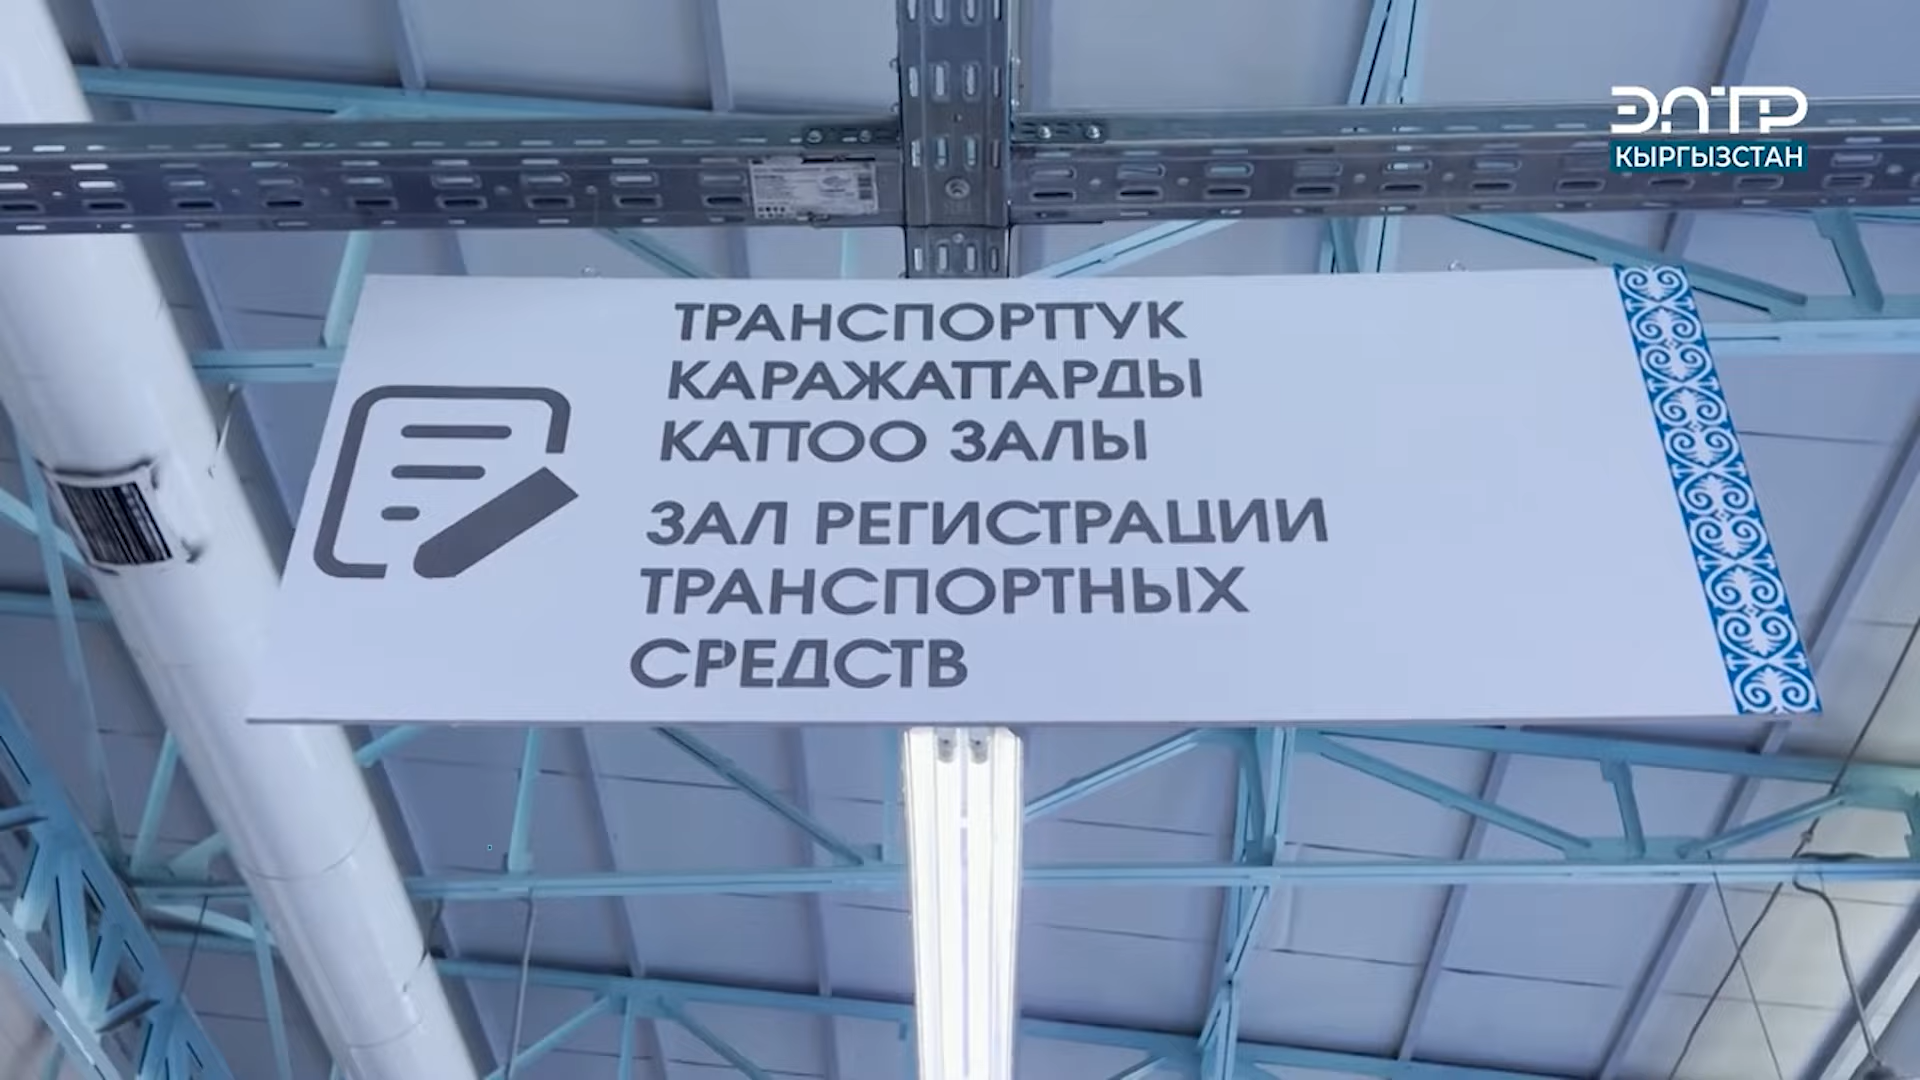 ЭЛТР
КЫРГЫЗСТАН
ТРАНСПОРТТУК
КАРАЖАТТАРДЫ
КАТТОО ЗАЛЫ
ЗАЛ РЕГИСТРАЦИИ
ТРАНСПОРТНЫХ
СРЕДСТВ